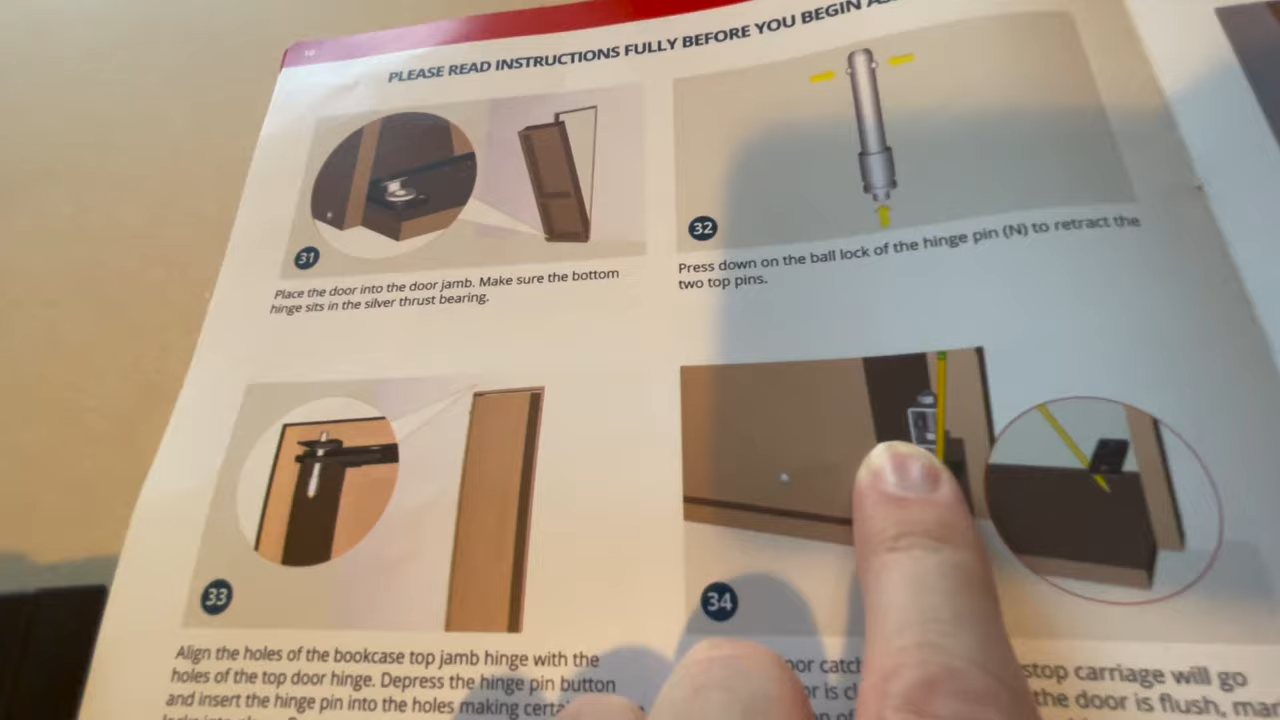 10
PLEASE READ INSTRUCTIONS FULLY BEFORE YOU BEGIN
31
Place the door into the door jamb. Make sure the bottom
hinge sits in the silver thrust bearing.
32
Press down on the ball lock of the hinge pin (N) to retract the
two top pins.
33
Align the holes of the bookcase top jamb hinge with the
holes of the top door hinge. Depress the hinge pin button
and insert the hinge pin into the holes making
34
stop carriage will go
the door is flush,